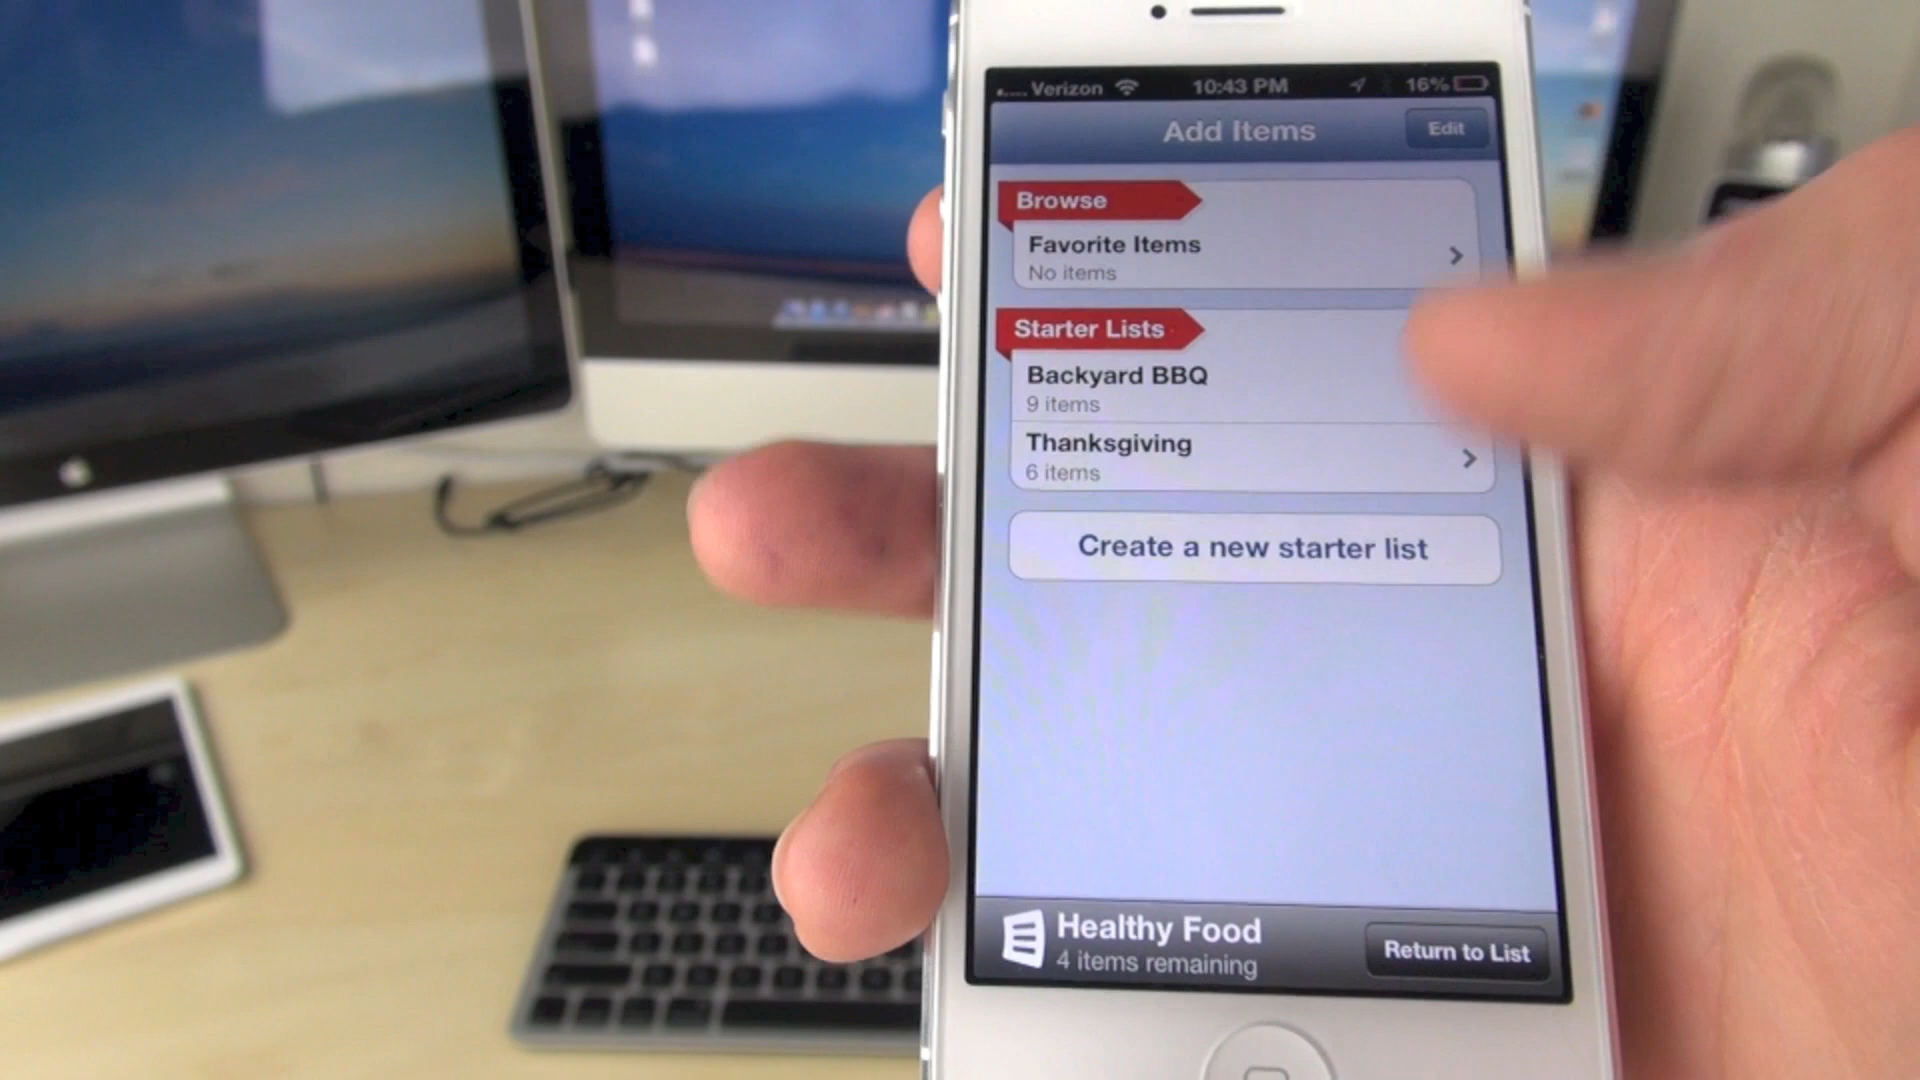 Verizon 10:43 PM 16%
Add Items Edit
Browse
Favorite Items
No items
Starter Lists
Backyard BBQ
9 items
Thanksgiving
6 items
Create a new starter list
Healthy Food
4 items remaining
Return to List